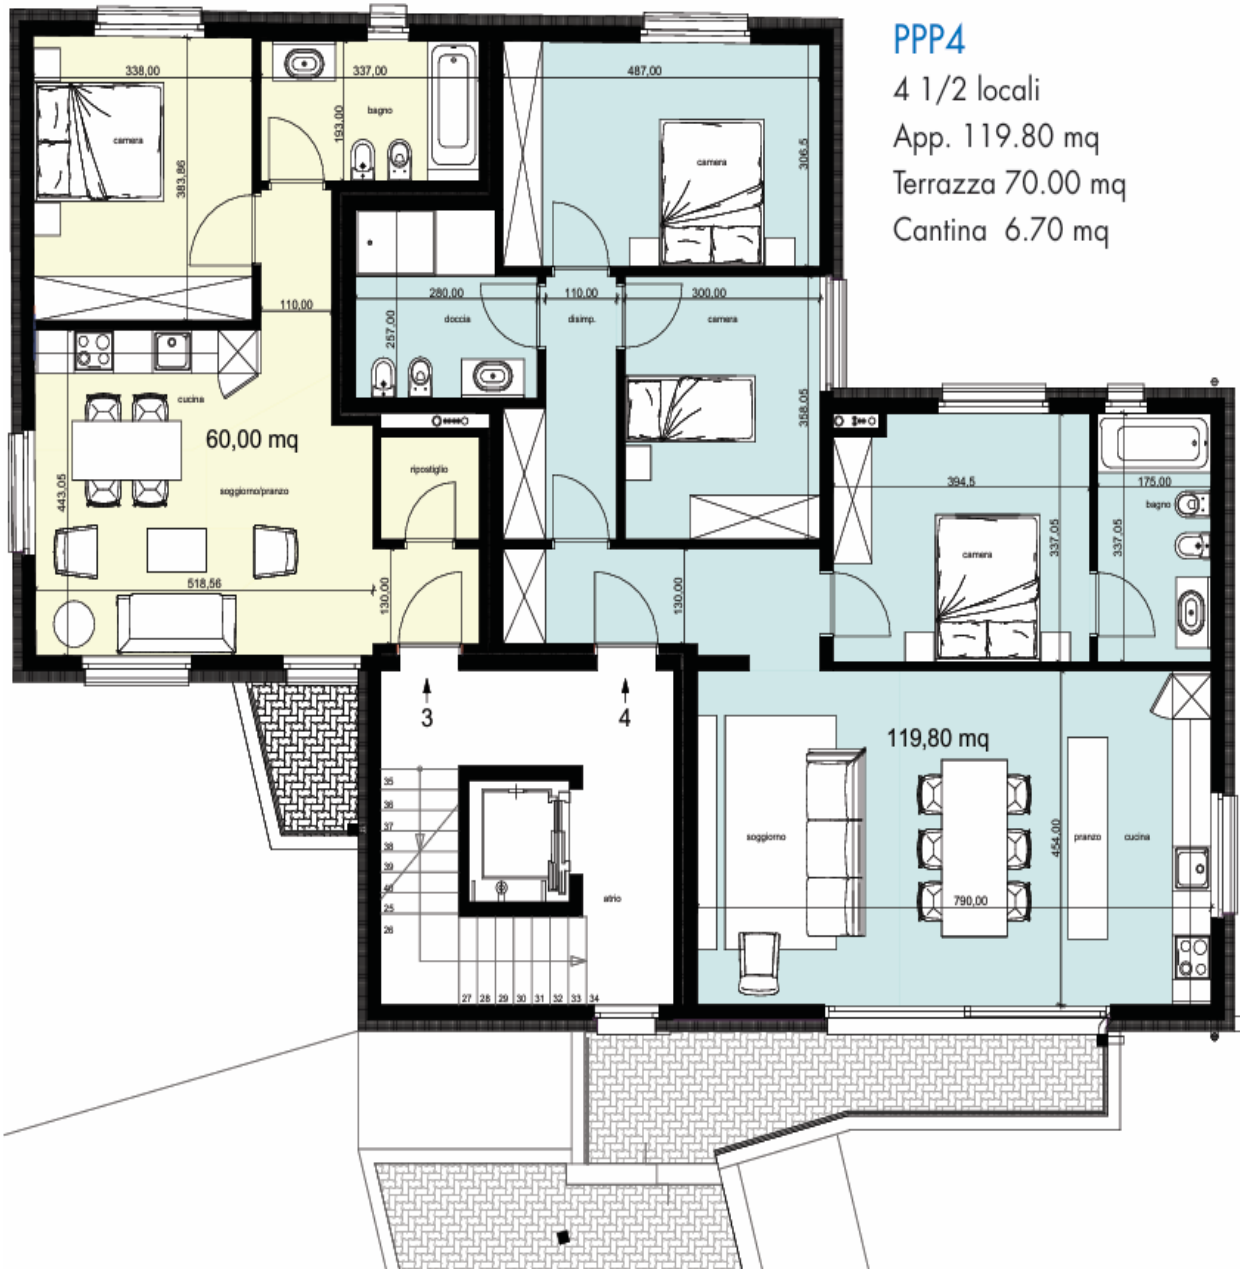 PPP4
4 1/2 locali
App. 119.80 mq
Terrazza 70.00 mq
Cantina 6.70 mq
338,00
337,00
487,00
bagno
193,00
camera
camera
306,5
383,86
110,00
280,00
110,00
300,00
doccia
disimp.
camera
257,00
358,05
cucina
60,00 mq
ripostiglio
soggiorno/pranzo
443,05
394,5
175,00
bagno
337,05
337,05
camera
518,56
130,00
130,00
3
4
119,80 mq
35
36
37
38
39
40
25
26
soggiorno
454,00
pranzo
cucina
atrio
790,00
27 28 29 30 31 32 33 34